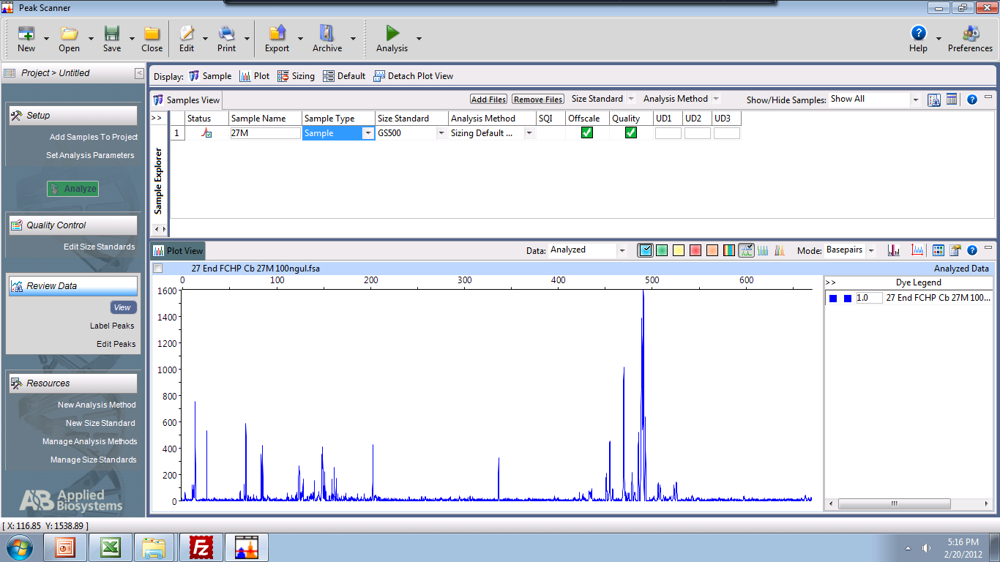 Peak Scanner
New Open Save Close Edit Print Export Archive Analysis Help Preferences
Project > Untitled <
Display: Sample Plot Sizing Default Detach Plot View
Setup
Add Samples To Project
Set Analysis Parameters
Analyze
Quality Control
Edit Size Standards
Review Data
View
Label Peaks
Edit Peaks
Resources
New Analysis Method
New Size Standard
Manage Analysis Methods
Manage Size Standards
AB Applied
Biosystems
Samples View Add Files Remove Files Size Standard Analysis Method Show/Hide Samples: Show All ?
>> Status Sample Name Sample Type Size Standard Analysis Method SQI Offscale Quality UD1 UD2 UD3
1 27M Sample GS500 Sizing Default ...
Sample Explorer
Plot View Data: Analyzed Mode: Basepairs ?
27 End FCHP Cb 27M 100ngul.fsa Analyzed Data
0 100 200 300 400 500 600
1600
1400
1200
1000
800
600
400
200
0
>> Dye Legend
1.0 27 End FCHP Cb 27M 100...
[ X: 116.85 Y: 1538.89 ]
5:16 PM
2/20/2012